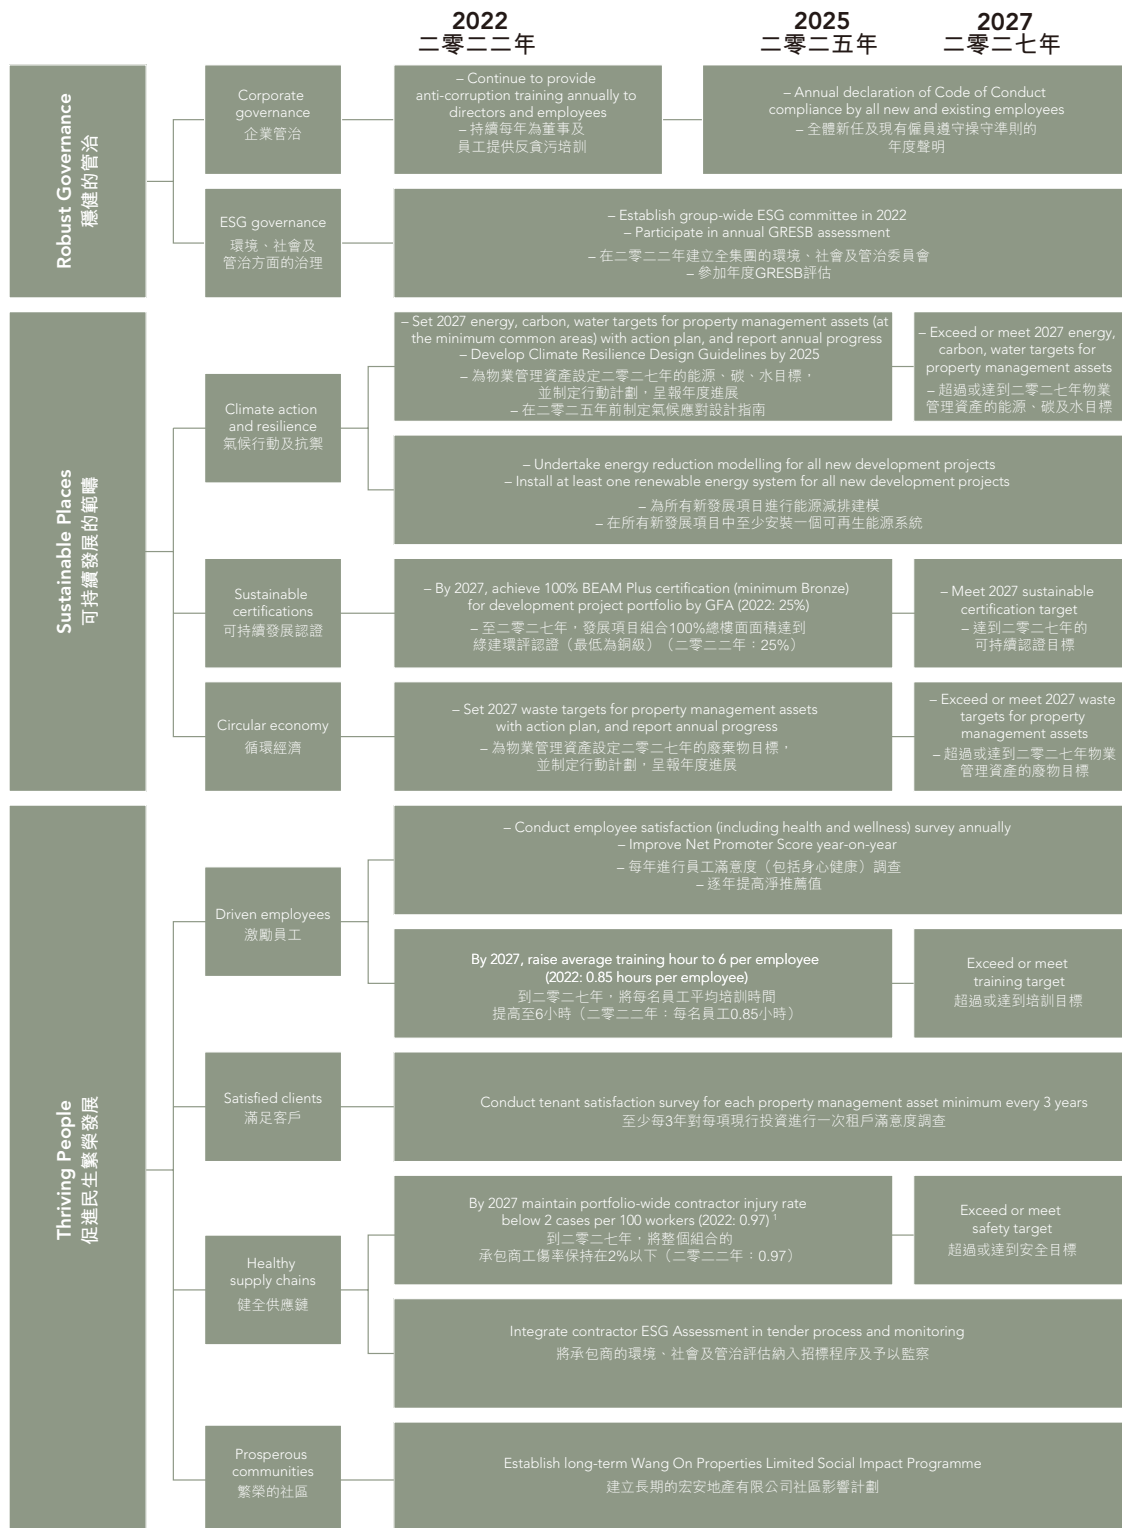 2022
二零二二年
2025
二零二五年
2027
二零二七年
Robust Governance
穩健的管治
Corporate
governance
企業管治
– Continue to provide
anti-corruption training annually to
directors and employees
– 持續每年為董事及
員工提供反貪污培訓
– Annual declaration of Code of Conduct
compliance by all new and existing employees
– 全體新任及現有僱員遵守操守準則的
年度聲明
ESG governance
環境、社會及
管治方面的治理
– Establish group-wide ESG committee in 2022
– Participate in annual GRESB assessment
– 在二零二二年建立全集團的環境、社會及管治委員會
– 參加年度GRESB評估
Sustainable Places
可持續發展的範疇
Climate action
and resilience
氣候行動及抗禦
– Set 2027 energy, carbon, water targets for property management assets (at
the minimum common areas) with action plan, and report annual progress
– Develop Climate Resilience Design Guidelines by 2025
– 為物業管理資產設定二零二七年的能源、碳、水目標，
並制定行動計劃，呈報年度進展
– 在二零二五年前制定氣候應對設計指南
– Exceed or meet 2027 energy,
carbon, water targets for
property management assets
– 超過或達到二零二七年物業
管理資產的能源、碳及水目標
– Undertake energy reduction modelling for all new development projects
– Install at least one renewable energy system for all new development projects
– 為所有新發展項目進行能源減排建模
– 在所有新發展項目中至少安裝一個可再生能源系統
Sustainable
certifications
可持續發展認證
– By 2027, achieve 100% BEAM Plus certification (minimum Bronze)
for development project portfolio by GFA (2022: 25%)
– 至二零二七年，發展項目組合100%總樓面面積達到
綠建環評認證（最低為銅級）（二零二二年：25%）
– Meet 2027 sustainable
certification target
– 達到二零二七年的
可持續認證目標
Circular economy
循環經濟
– Set 2027 waste targets for property management assets
with action plan, and report annual progress
– 為物業管理資產設定二零二七年的廢棄物目標，
並制定行動計劃，呈報年度進展
– Exceed or meet 2027 waste
targets for property
management assets
– 超過或達到二零二七年物業
管理資產的廢物目標
Thriving People
促進民生繁榮發展
Driven employees
激勵員工
– Conduct employee satisfaction (including health and wellness) survey annually
– Improve Net Promoter Score year-on-year
– 每年進行員工滿意度（包括身心健康）調查
– 逐年提高淨推薦值
By 2027, raise average training hour to 6 per employee
(2022: 0.85 hours per employee)
到二零二七年，將每名員工平均培訓時間
提高至6小時（二零二二年：每名員工0.85小時）
Exceed or meet
training target
超過或達到培訓目標
Satisfied clients
滿足客戶
Conduct tenant satisfaction survey for each property management asset minimum every 3 years
至少每3年對每項現行投資進行一次租戶滿意度調查
Healthy
supply chains
健全供應鏈
By 2027 maintain portfolio-wide contractor injury rate
below 2 cases per 100 workers (2022: 0.97) ¹
到二零二七年，將整個組合的
承包商工傷率保持在2%以下（二零二二年：0.97）
Exceed or meet
safety target
超過或達到安全目標
Integrate contractor ESG Assessment in tender process and monitoring
將承包商的環境、社會及管治評估納入招標程序及予以監察
Prosperous
communities
繁榮的社區
Establish long-term Wang On Properties Limited Social Impact Programme
建立長期的宏安地產有限公司社區影響計劃